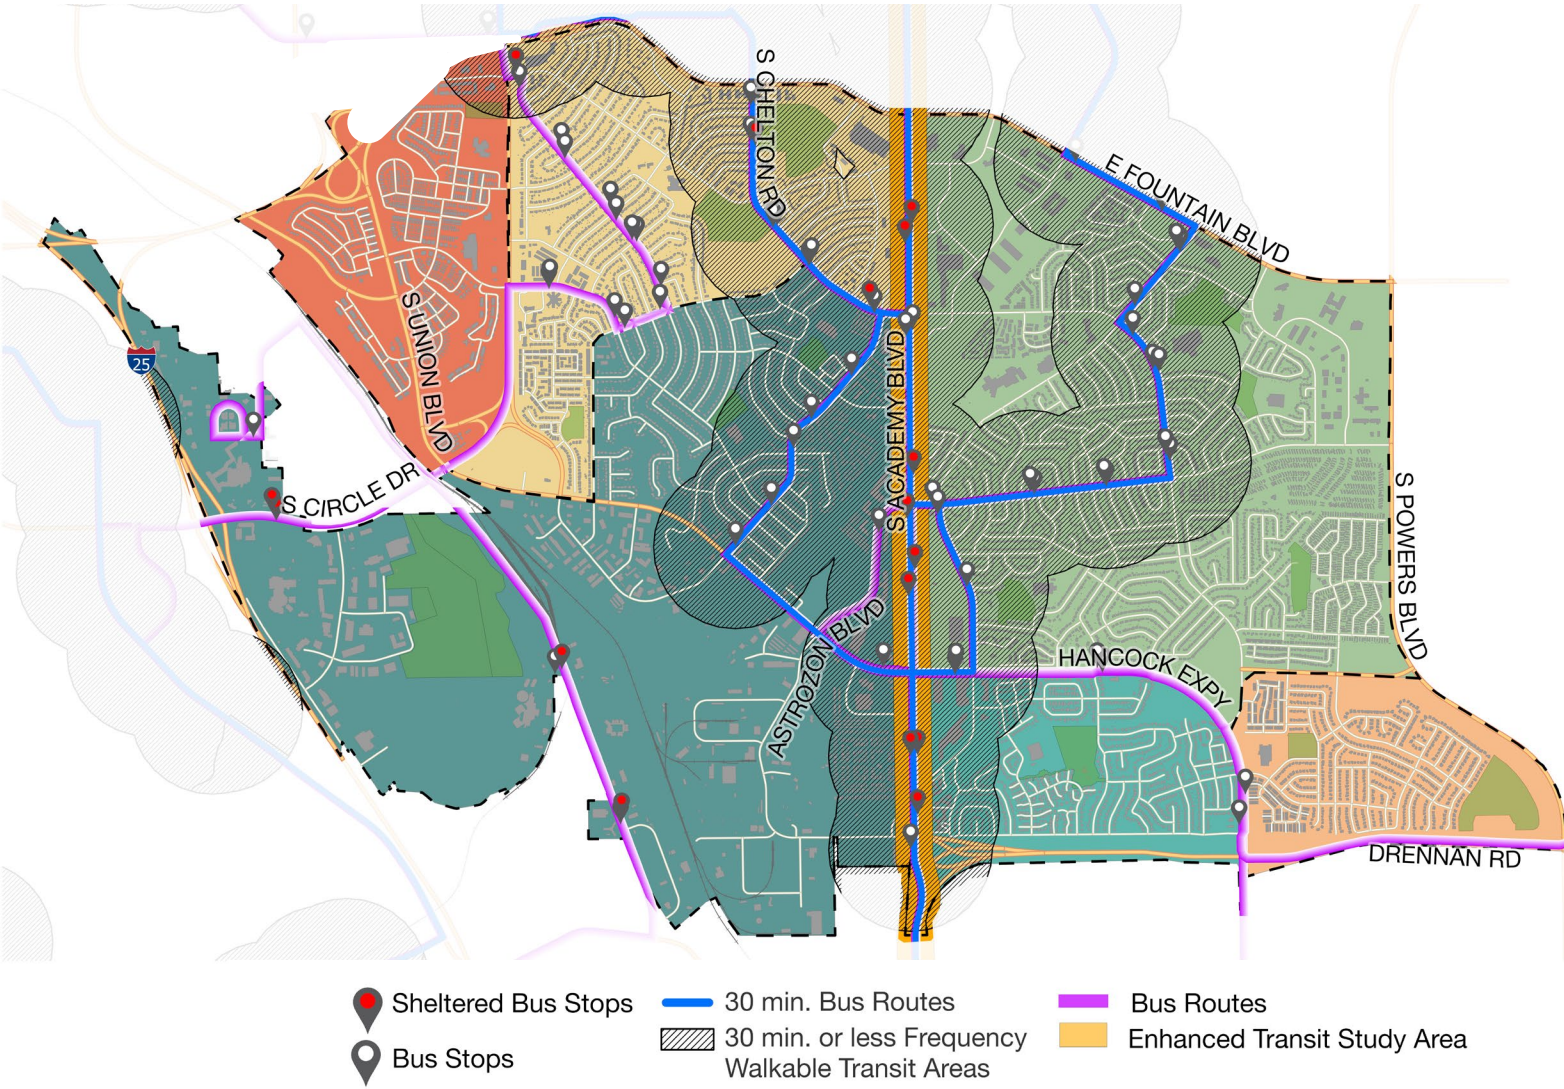 S CHELTON RD
E FOUNTAIN BLVD
25
S UNION BLVD
S ACADEMY BLVD
S CIRCLE DR
S POWERS BLVD
ASTROZON BLVD
HANCOCK EXPY
DRENNAN RD
Sheltered Bus Stops
30 min. Bus Routes
Bus Routes
Bus Stops
30 min. or less Frequency
Walkable Transit Areas
Enhanced Transit Study Area